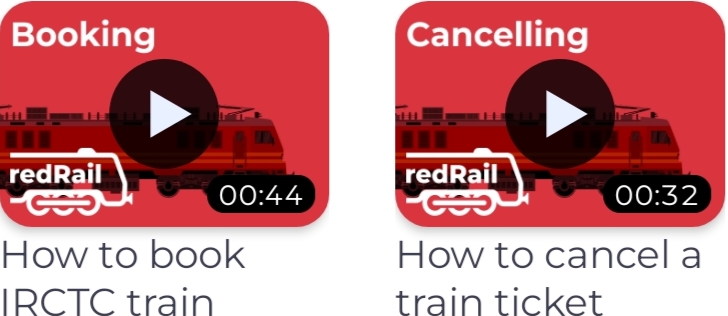 Booking
redRail
00:44
How to book
IRCTC train
Cancelling
redRail
00:32
How to cancel a
train ticket